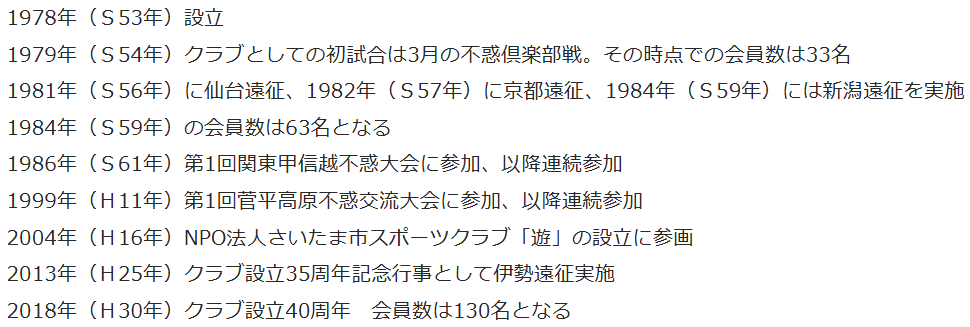 1978年（Ｓ53年）設立
1979年（Ｓ54年）クラブとしての初試合は3月の不惑倶楽部戦。その時点での会員数は33名
1981年（Ｓ56年）に仙台遠征、1982年（Ｓ57年）に京都遠征、1984年（Ｓ59年）には新潟遠征を実施
1984年（Ｓ59年）の会員数は63名となる
1986年（Ｓ61年）第1回関東甲信越不惑大会に参加、以降連続参加
1999年（Ｈ11年）第1回菅平高原不惑交流大会に参加、以降連続参加
2004年（Ｈ16年）NPO法人さいたま市スポーツクラブ「遊」の設立に参画
2013年（Ｈ25年）クラブ設立35周年記念行事として伊勢遠征実施
2018年（Ｈ30年）クラブ設立40周年　会員数は130名となる